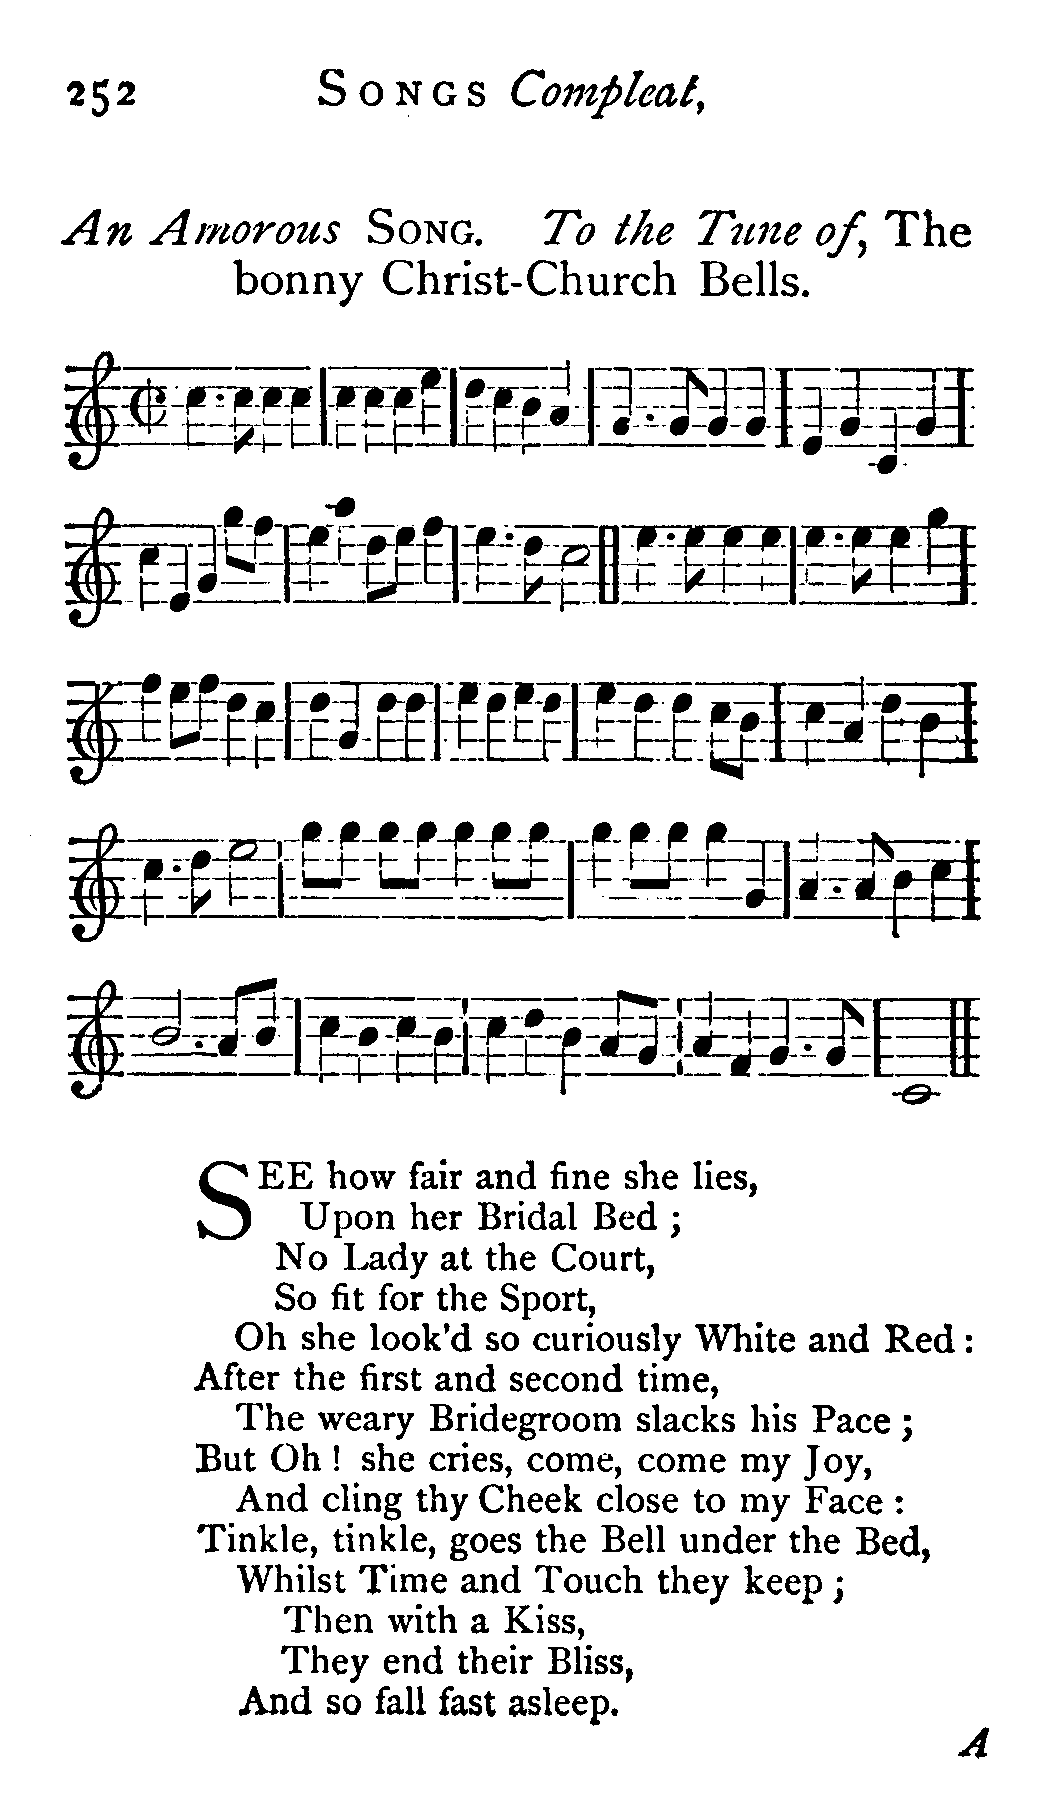 252 SONGS Compleat,
An Amorous SONG. To the Tune of, The
bonny Christ-Church Bells.
SEE how fair and fine she lies,
Upon her Bridal Bed ;
No Lady at the Court,
So fit for the Sport,
Oh she look'd so curiously White and Red :
After the first and second time,
The weary Bridegroom slacks his Pace ;
But Oh ! she cries, come, come my Joy,
And cling thy Cheek close to my Face :
Tinkle, tinkle, goes the Bell under the Bed,
Whilst Time and Touch they keep ;
Then with a Kiss,
They end their Bliss,
And so fall fast asleep.
A